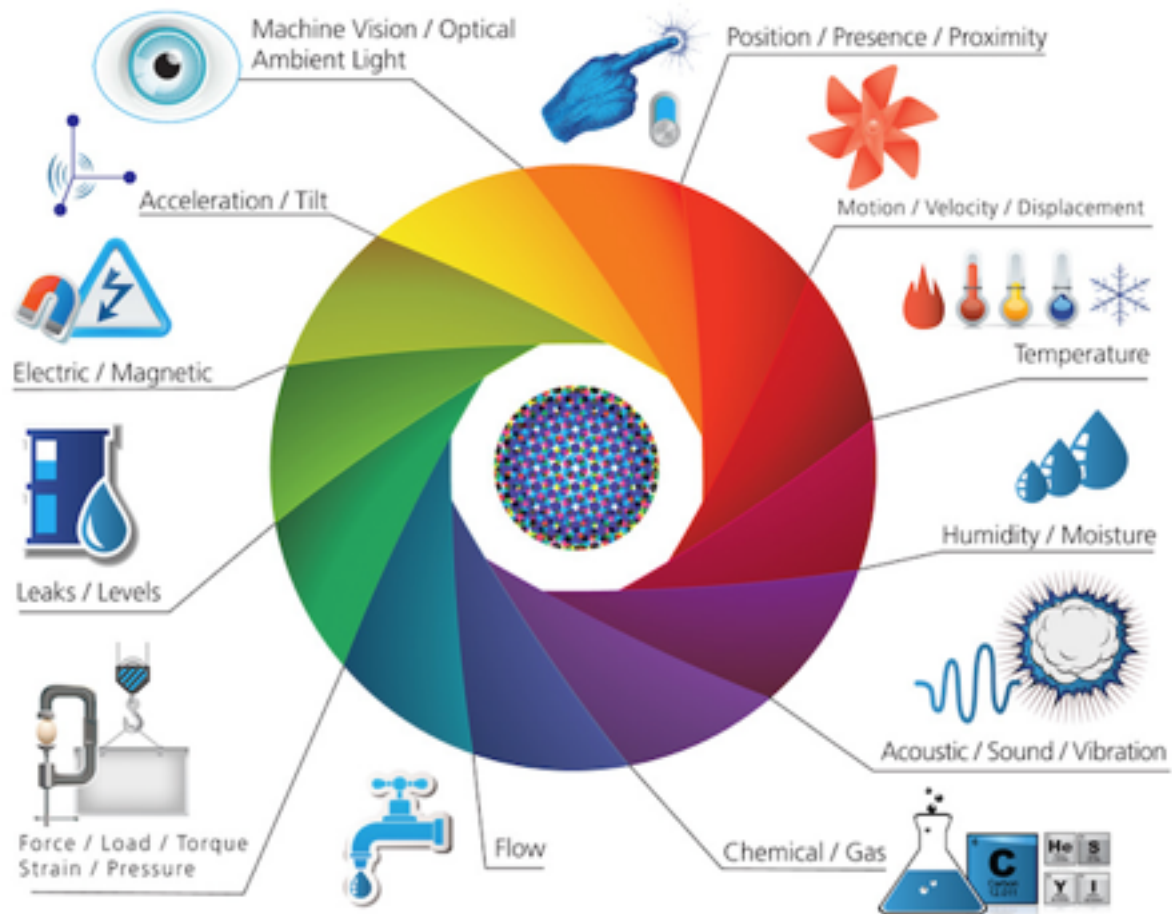 Machine Vision / Optical
Ambient Light
Position / Presence / Proximity
Acceleration / Tilt
Motion / Velocity / Displacement
Electric / Magnetic
Temperature
Leaks / Levels
Humidity / Moisture
Acoustic / Sound / Vibration
Force / Load / Torque
Strain / Pressure
Flow
Chemical / Gas
C
Carbon
He
S
Y
I